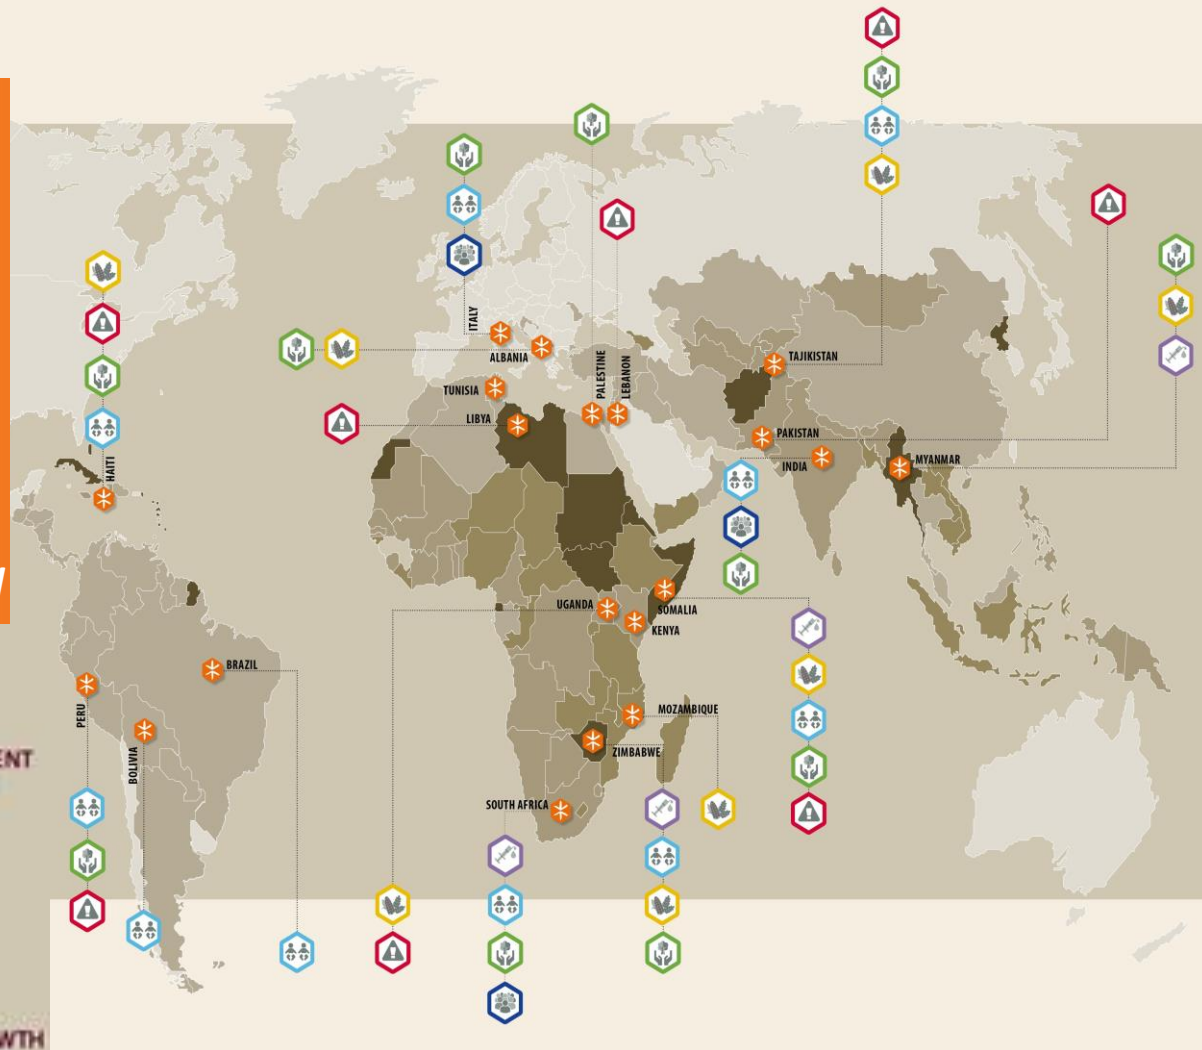 ITALY
ALBANIA
TUNISIA
LIBYA
PALESTINE
LEBANON
TAJIKISTAN
PAKISTAN
INDIA
MYANMAR
HAITI
UGANDA
SOMALIA
KENYA
BRAZIL
PERU
BOLIVIA
MOZAMBIQUE
ZIMBABWE
SOUTH AFRICA
ENT
WTH